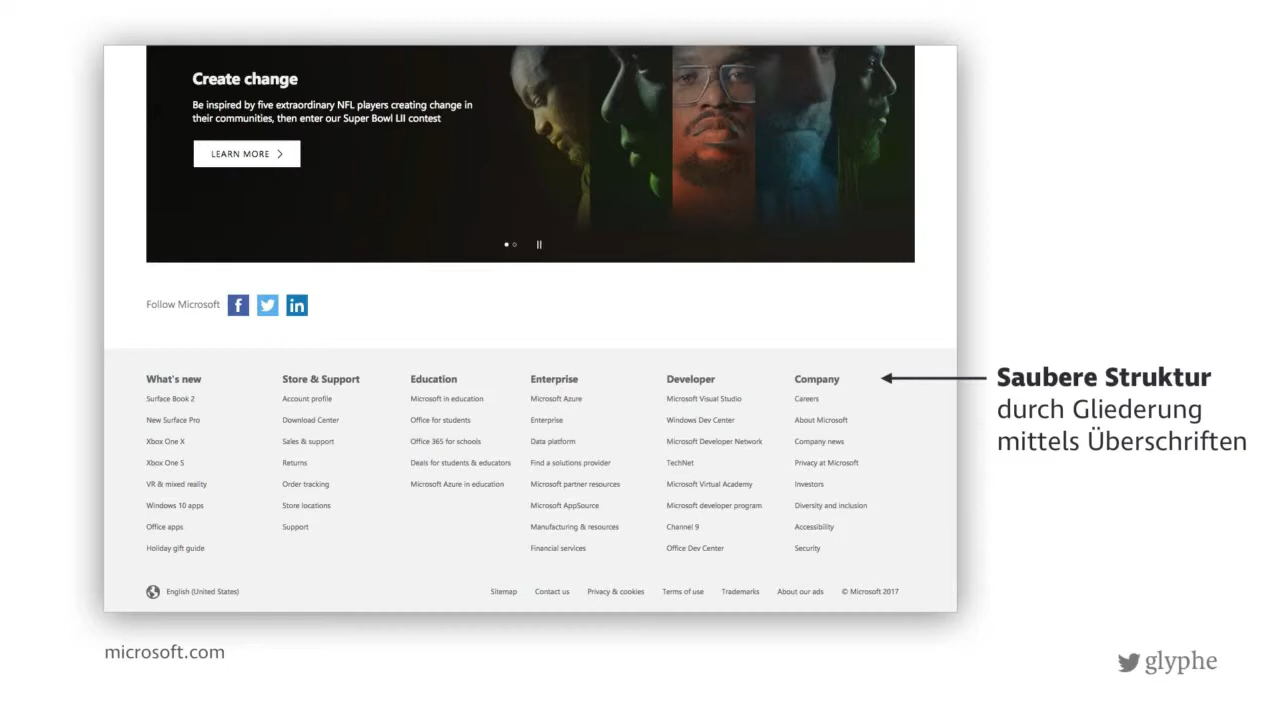 Create change
Be inspired by five extraordinary NFL players creating change in
their communities, then enter our Super Bowl LII contest
LEARN MORE
Follow Microsoft
What's new
Surface Book 2
New Surface Pro
Xbox One X
Xbox One S
VR & mixed reality
Windows 10 apps
Office apps
Holiday gift guide
Store & Support
Account profile
Download Center
Sales & support
Returns
Order tracking
Store locations
Support
Education
Microsoft in education
Office for students
Office 365 for schools
Deals for students & educators
Microsoft Azure in education
Enterprise
Microsoft Azure
Enterprise
Data platform
Find a solutions provider
Microsoft partner resources
Microsoft AppSource
Manufacturing & resources
Financial services
Developer
Microsoft Visual Studio
Windows Dev Center
Microsoft Developer Network
TechNet
Microsoft Virtual Academy
Microsoft developer program
Channel 9
Office Dev Center
Company
Careers
About Microsoft
Company news
Privacy at Microsoft
Investors
Diversity and inclusion
Accessibility
Security
English (United States)
Sitemap Contact us Privacy & cookies Terms of use Trademarks About our ads © Microsoft 2017
Saubere Struktur
durch Gliederung
mittels Überschriften
microsoft.com
glyphe